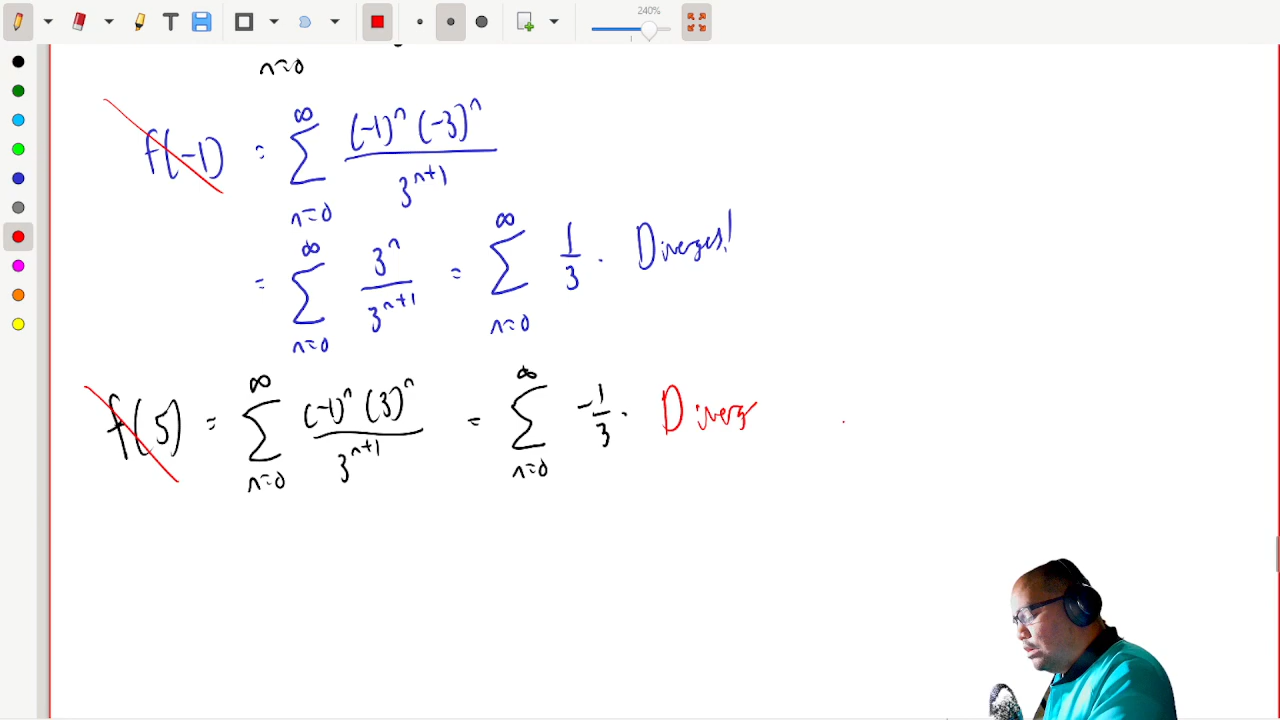 240%
n=0
f(-1) = ∞ Σ n=0 (-1)^n (-3)^n / 3^{n+1}
= ∞ Σ n=0 3^n / 3^{n+1} = ∞ Σ n=0 1/3 . Diverges!
f(5) = ∞ Σ n=0 (-1)^n (3)^n / 3^{n+1} = ∞ Σ n=0 -1/3 . Diverg